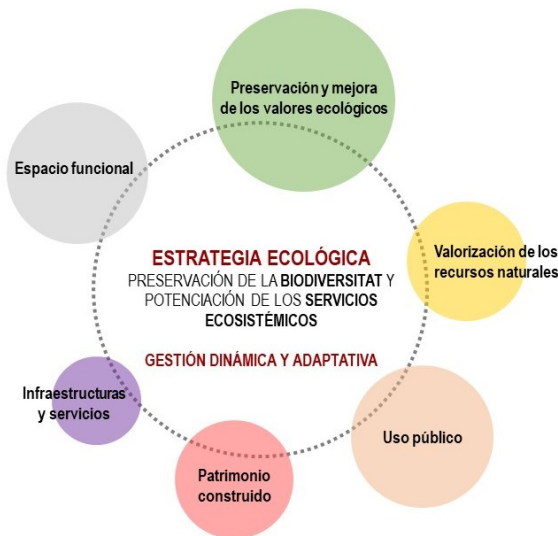 Preservación y mejora
de los valores ecológicos
Espacio funcional
Valorización de los
recursos naturales
ESTRATEGIA ECOLÓGICA
PRESERVACIÓN DE LA BIODIVERSITAT Y
POTENCIACIÓN DE LOS SERVICIOS
ECOSISTÉMICOS
GESTIÓN DINÁMICA Y ADAPTATIVA
Infraestructuras
y servicios
Uso público
Patrimonio
construido